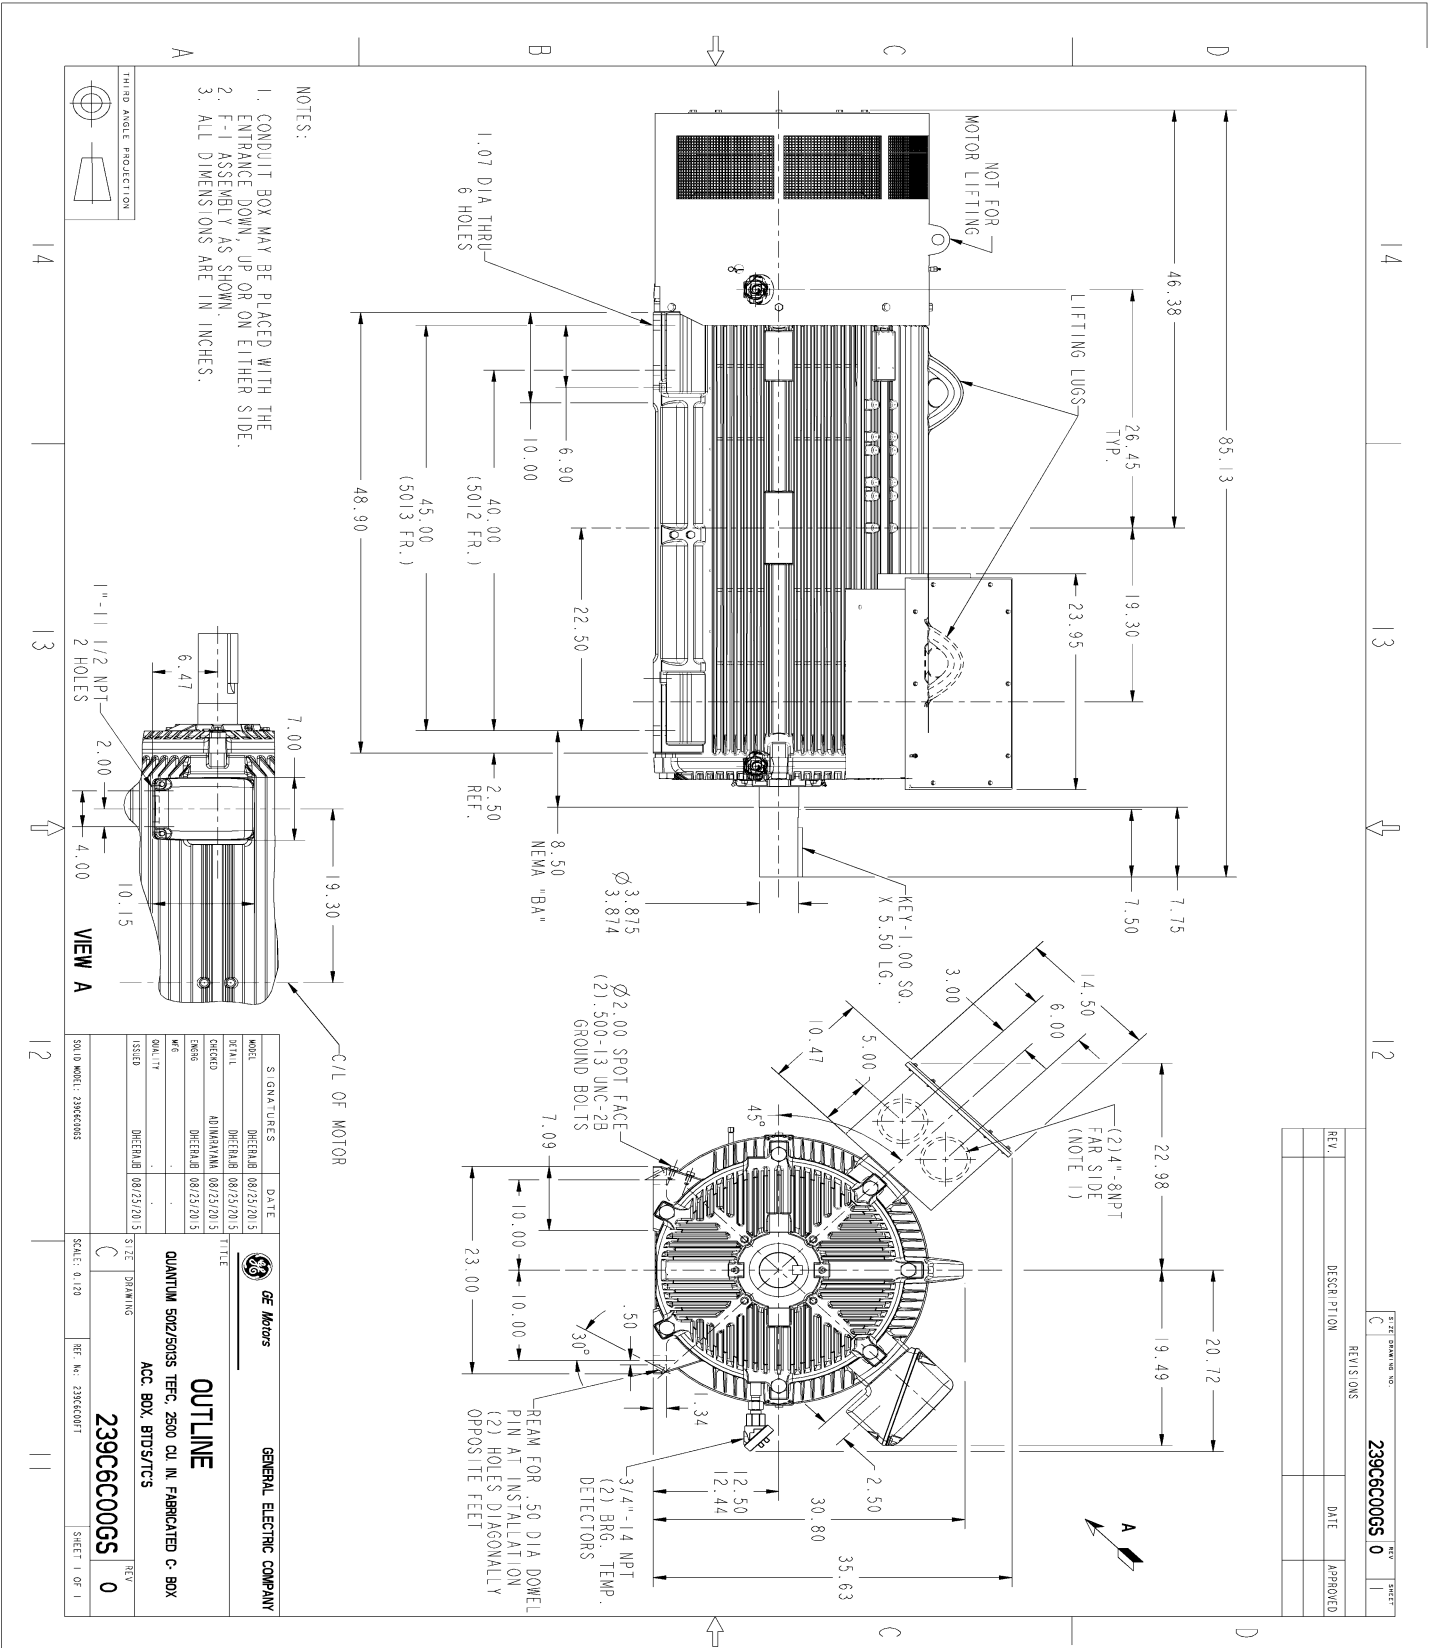 SIZE
C
DRAWING NO.
239C6C00GS
REV
0
SHEET
1
REVISIONS
REV.
DESCRIPTION
DATE
APPROVED
D
C
B
A
14
13
12
11
14
13
12
D
C
85.13
46.38
26.45
TYP.
19.30
23.95
7.75
7.50
NOT FOR
MOTOR LIFTING
LIFTING LUGS
KEY-1.00 SQ.
X 5.50 LG.
Ø 3.875
3.874
1.07 DIA THRU
6 HOLES
6.90
10.00
22.50
40.00
(5012 FR.)
45.00
(5013 FR.)
48.90
8.50
NEMA "BA"
2.50
REF.
14.50
6.00
3.00
10.47
5.00
45°
22.98
20.72
19.49
(2)4"-8NPT
FAR SIDE
(NOTE 1)
Ø2.00 SPOT FACE
(2).500-13 UNC-2B
GROUND BOLTS
7.09
10.00
10.00
23.00
.50
30°
1.34
2.50
12.50
12.44
30.80
35.63
3/4"-14 NPT
(2) BRG. TEMP.
DETECTORS
REAM FOR .50 DIA DOWEL
PIN AT INSTALLATION
(2) HOLES DIAGONALLY
OPPOSITE FEET
A
NOTES:
1. CONDUIT BOX MAY BE PLACED WITH THE
ENTRANCE DOWN, UP OR ON EITHER SIDE.
2. F-1 ASSEMBLY AS SHOWN.
3. ALL DIMENSIONS ARE IN INCHES.
THIRD ANGLE PROJECTION
1"-11 1/2 NPT
2 HOLES
6.47
7.00
2.00
4.00
10.15
19.30
C/L OF MOTOR
VIEW A
SIGNATURES DATE
MODEL DHEERAJB 08/25/2015
DETAIL DHEERAJB 08/25/2015
CHECKED ADINARAYANA 08/25/2015
ENGRG DHEERAJB 08/25/2015
MFG . .
QUALITY . .
ISSUED DHEERAJB 08/25/2015
SOLID MODEL: 239C6C00GS
GE Motors
GENERAL ELECTRIC COMPANY
TITLE
OUTLINE
QUANTUM 5012/5013S TEFC, 2500 CU. IN. FABRICATED C- BOX
ACC. BOX, BTD'S/TC'S
SIZE
C
DRAWING
239C6C00GS
REV
0
SCALE: 0.120
REF. No: 239C6C00FT
SHEET 1 OF 1